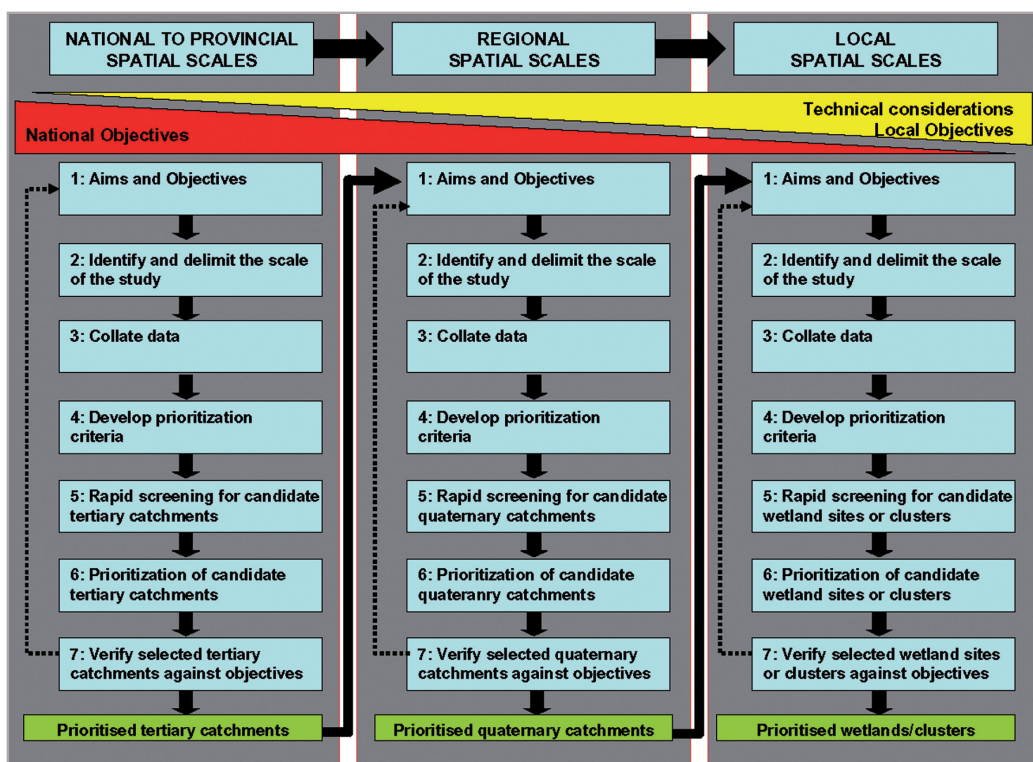 NATIONAL TO PROVINCIAL
SPATIAL SCALES
REGIONAL
SPATIAL SCALES
LOCAL
SPATIAL SCALES
Technical considerations
Local Objectives
National Objectives
1: Aims and Objectives
2: Identify and delimit the scale
of the study
3: Collate data
4: Develop prioritization
criteria
5: Rapid screening for candidate
tertiary catchments
6: Prioritization of candidate
tertiary catchments
7: Verify selected tertiary
catchments against objectives
Prioritised tertiary catchments
1: Aims and Objectives
2: Identify and delimit the scale
of the study
3: Collate data
4: Develop prioritization
criteria
5: Rapid screening for candidate
quaternary catchments
6: Prioritization of candidate
quateranry catchments
7: Verify selected quaternary
catchments against objectives
Prioritised quaternary catchments
1: Aims and Objectives
2: Identify and delimit the scale
of the study
3: Collate data
4: Develop prioritization
criteria
5: Rapid screening for candidate
wetland sites or clusters
6: Prioritization of candidate
wetland sites or clusters
7: Verify selected wetland sites
or clusters against objectives
Prioritised wetlands/clusters